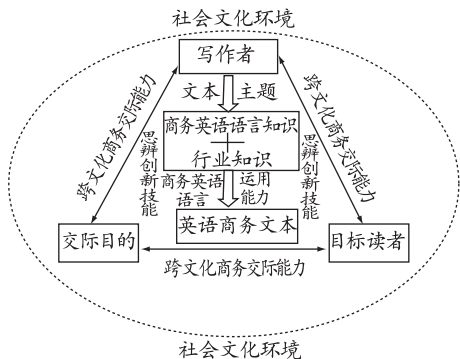 社会文化环境
写作者
文本 主题
跨文化商务交际能力
跨文化商务交际能力
商务英语语言知识
+
行业知识
思辨创新技能
思辨创新技能
商务英语
语言
运用
能力
英语商务文本
交际目的
目标读者
跨文化商务交际能力
社会文化环境